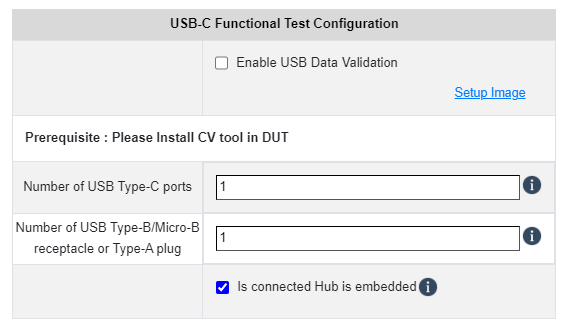 USB-C Functional Test Configuration
Enable USB Data Validation
Setup Image
Prerequisite : Please Install CV tool in DUT
Number of USB Type-C ports
1
Number of USB Type-B/Micro-B
receptacle or Type-A plug
1
Is connected Hub is embedded